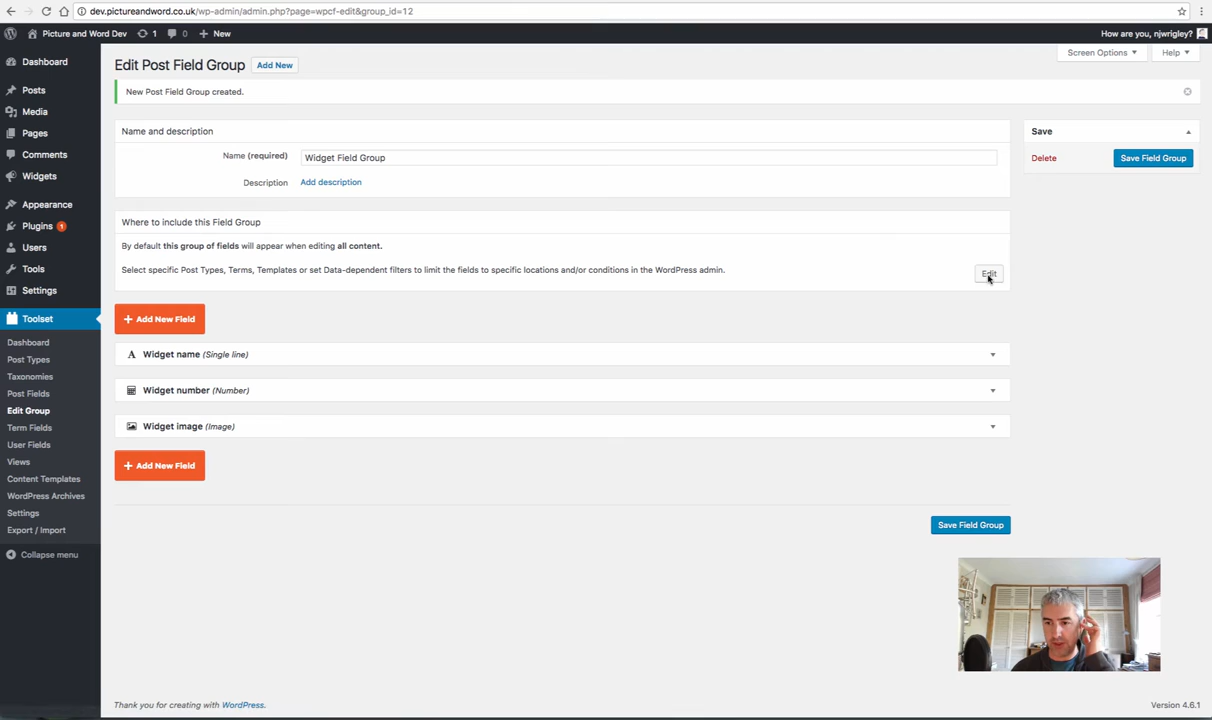 dev.pictureandword.co.uk/wp-admin/admin.php?page=wpcf-edit&group_id=12
Picture and Word Dev 1 0 + New How are you, njwrigley
Screen Options Help
Dashboard
Posts
Media
Pages
Comments
Widgets
Appearance
Plugins 1
Users
Tools
Settings
Toolset
Dashboard
Post Types
Taxonomies
Post Fields
Edit Group
Term Fields
User Fields
Views
Content Templates
WordPress Archives
Settings
Export / Import
Collapse menu
Edit Post Field Group Add New
New Post Field Group created.
Name and description
Name (required) Widget Field Group
Description Add description
Where to include this Field Group
By default this group of fields will appear when editing all content.
Select specific Post Types, Terms, Templates or set Data-dependent filters to limit the fields to specific locations and/or conditions in the WordPress admin.
Edit
+ Add New Field
A Widget name (Single line)
Widget number (Number)
Widget image (Image)
+ Add New Field
Save Field Group
Save
Delete Save Field Group
Thank you for creating with WordPress.
Version 4.6.1